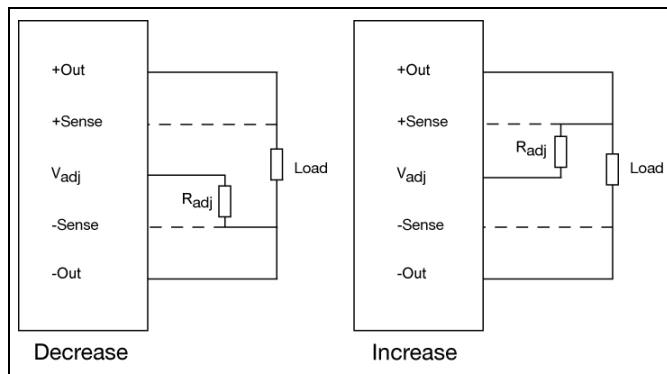 +Out
+Sense
Vadj
Radj
Load
-Sense
-Out
Decrease
+Out
+Sense
Radj
Vadj
Load
-Sense
-Out
Increase